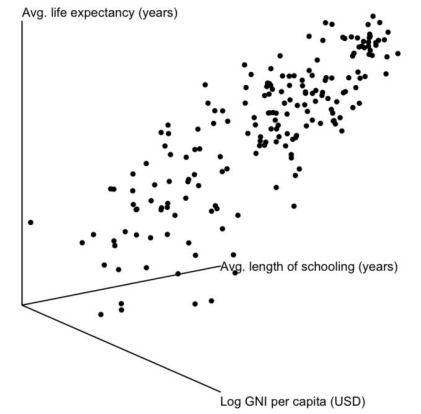 Avg. life expectancy (years)
Avg. length of schooling (years)
Log GNI per capita (USD)